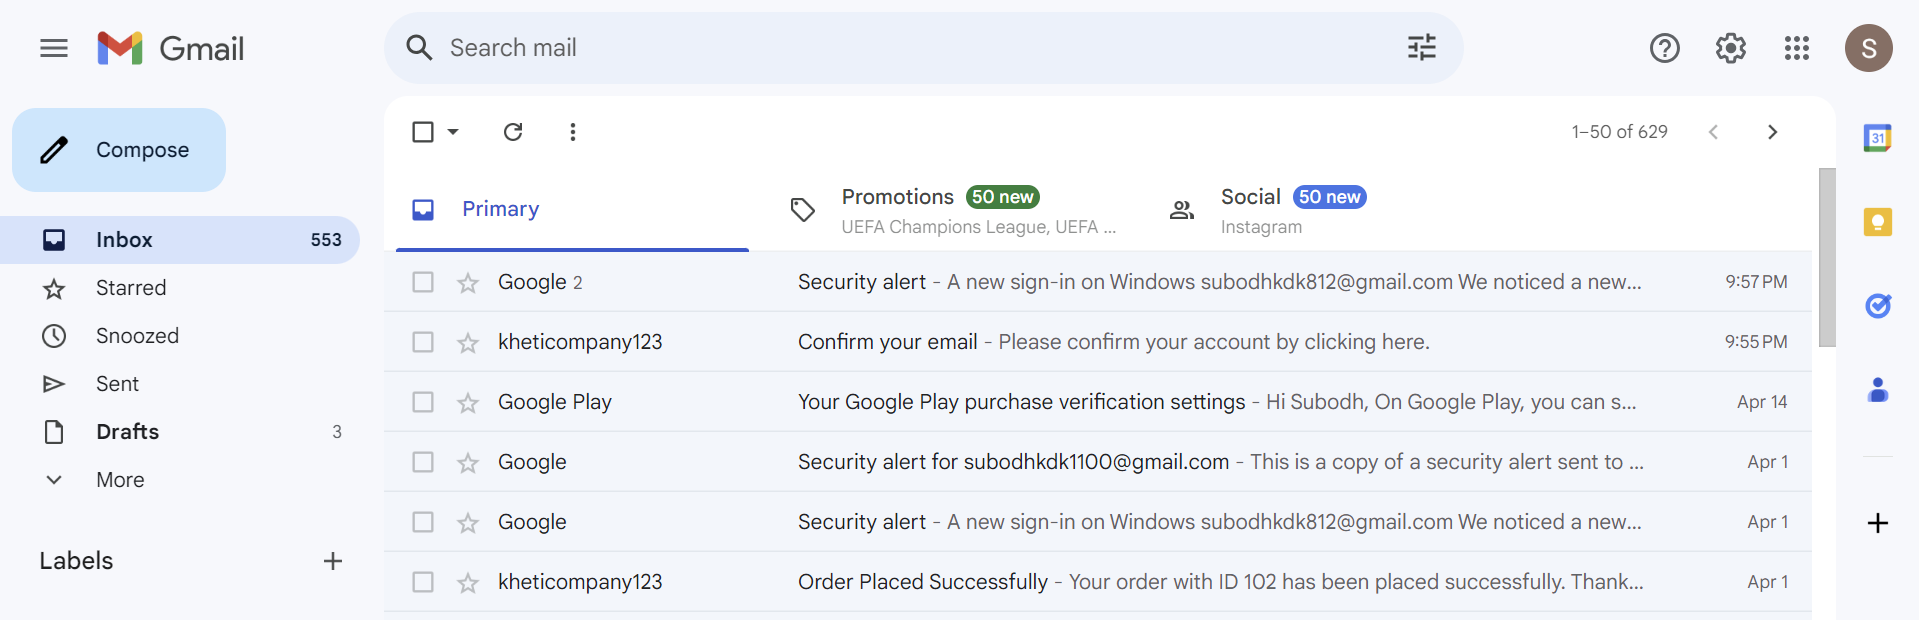 Gmail
Search mail
S
Compose
1–50 of 629
31
Primary
Promotions 50 new
UEFA Champions League, UEFA ...
Social 50 new
Instagram
Inbox 553
Starred
Snoozed
Sent
Drafts 3
More
Labels
Google 2 Security alert - A new sign-in on Windows subodhkdk812@gmail.com We noticed a new... 9:57 PM
kheticompany123 Confirm your email - Please confirm your account by clicking here. 9:55 PM
Google Play Your Google Play purchase verification settings - Hi Subodh, On Google Play, you can s... Apr 14
Google Security alert for subodhkdk1100@gmail.com - This is a copy of a security alert sent to ... Apr 1
Google Security alert - A new sign-in on Windows subodhkdk812@gmail.com We noticed a new... Apr 1
kheticompany123 Order Placed Successfully - Your order with ID 102 has been placed successfully. Thank... Apr 1